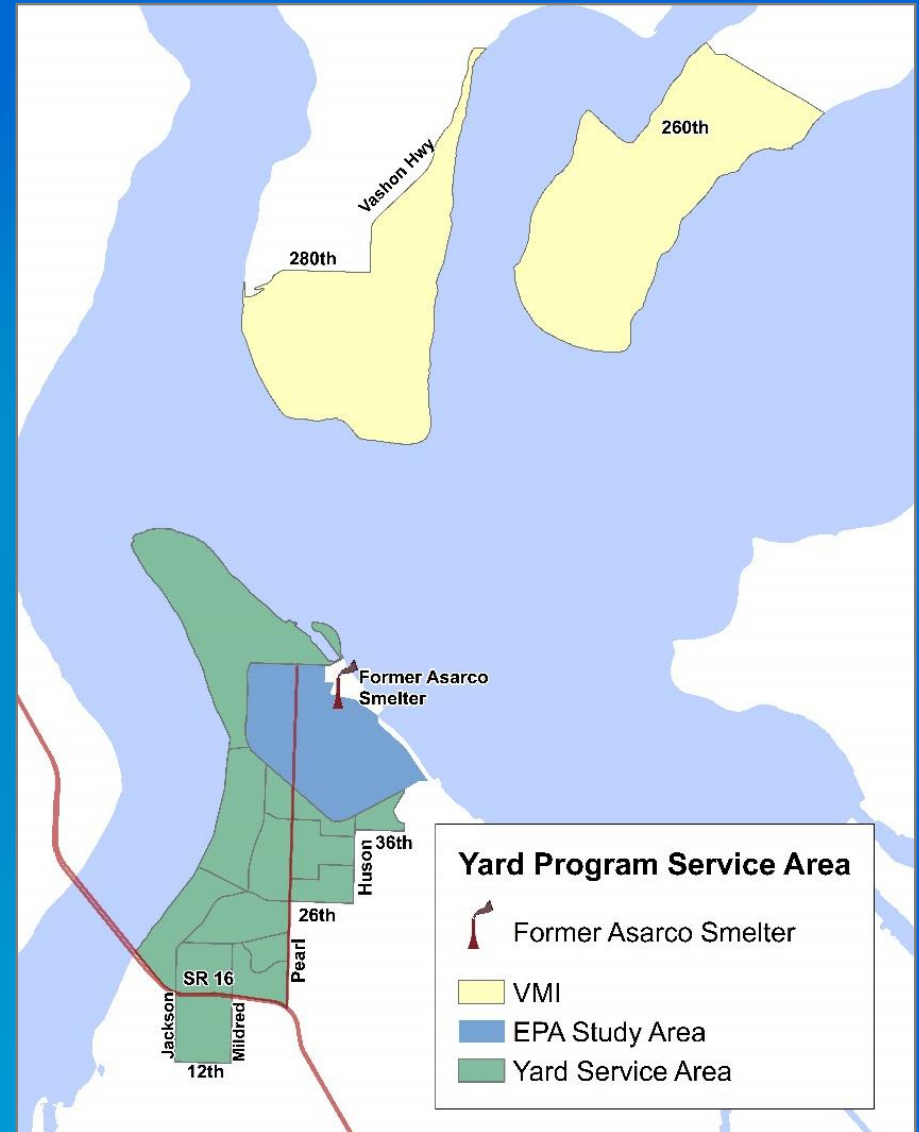 260th
Vashon Hwy
280th
Former Asarco
Smelter
36th
Huson
26th
Pearl
SR 16
Jackson
Mildred
12th
Yard Program Service Area
Former Asarco Smelter
VMI
EPA Study Area
Yard Service Area